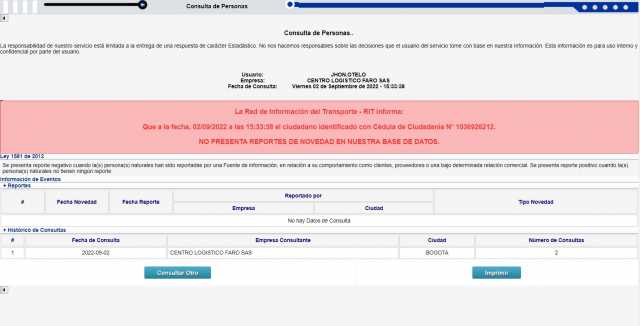 Consulta de Personas
Consulta de Personas..
La responsabilidad de nuestro servicio está limitada a la entrega de una respuesta de carácter Estadístico. No nos hacemos responsables sobre las decisiones que el usuario del servicio tome con base en nuestra información. Esta información es para uso interno y
confidencial por parte del usuario.
Usuario: JHON.OTELO
Empresa: CENTRO LOGISTICO FARO SAS
Fecha de Consulta: Viernes 02 de Septiembre de 2022 - 15:33:38
La Red de Información del Transporte - RIT informa:
Que a la fecha, 02/09/2022 a las 15:33:38 el ciudadano identificado con Cédula de Ciudadenía N° 1036926212.
NO PRESENTA REPORTES DE NOVEDAD EN NUESTRA BASE DE DATOS.
Ley 1581 de 2012
Se presenta reporte negativo cuando la(s) persona(s) naturales han sido reportadas por una Fuente de información, en relación a su comportamiento como clientes, proveedores o una bajo determinada relación comercial. Se presenta reporte positivo cuando la(s)
persona(s) naturales no tienen ningún reporte
Información de Eventos
Reportes
# Fecha Novedad Fecha Reporte Reportado por Tipo Novedad
Empresa Ciudad
No hay Datos de Consulta
Histórico de Consultas
# Fecha de Consulta Empresa Consultante Ciudad Número de Consultas
1 2022-09-02 CENTRO LOGISTICO FARO SAS BOGOTA 2
Consultar Otro Imprimir